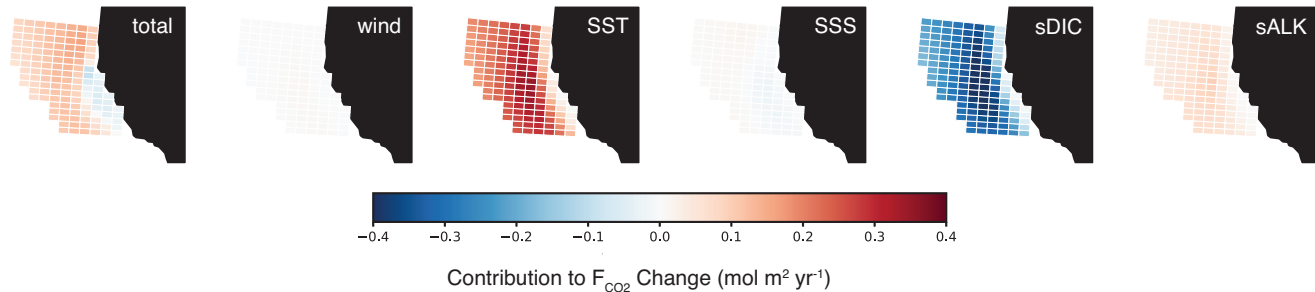 total wind SST SSS sDIC sALK
−0.4 −0.3 −0.2 −0.1 0.0 0.1 0.2 0.3 0.4
Contribution to F_CO2 Change (mol m² yr⁻¹)